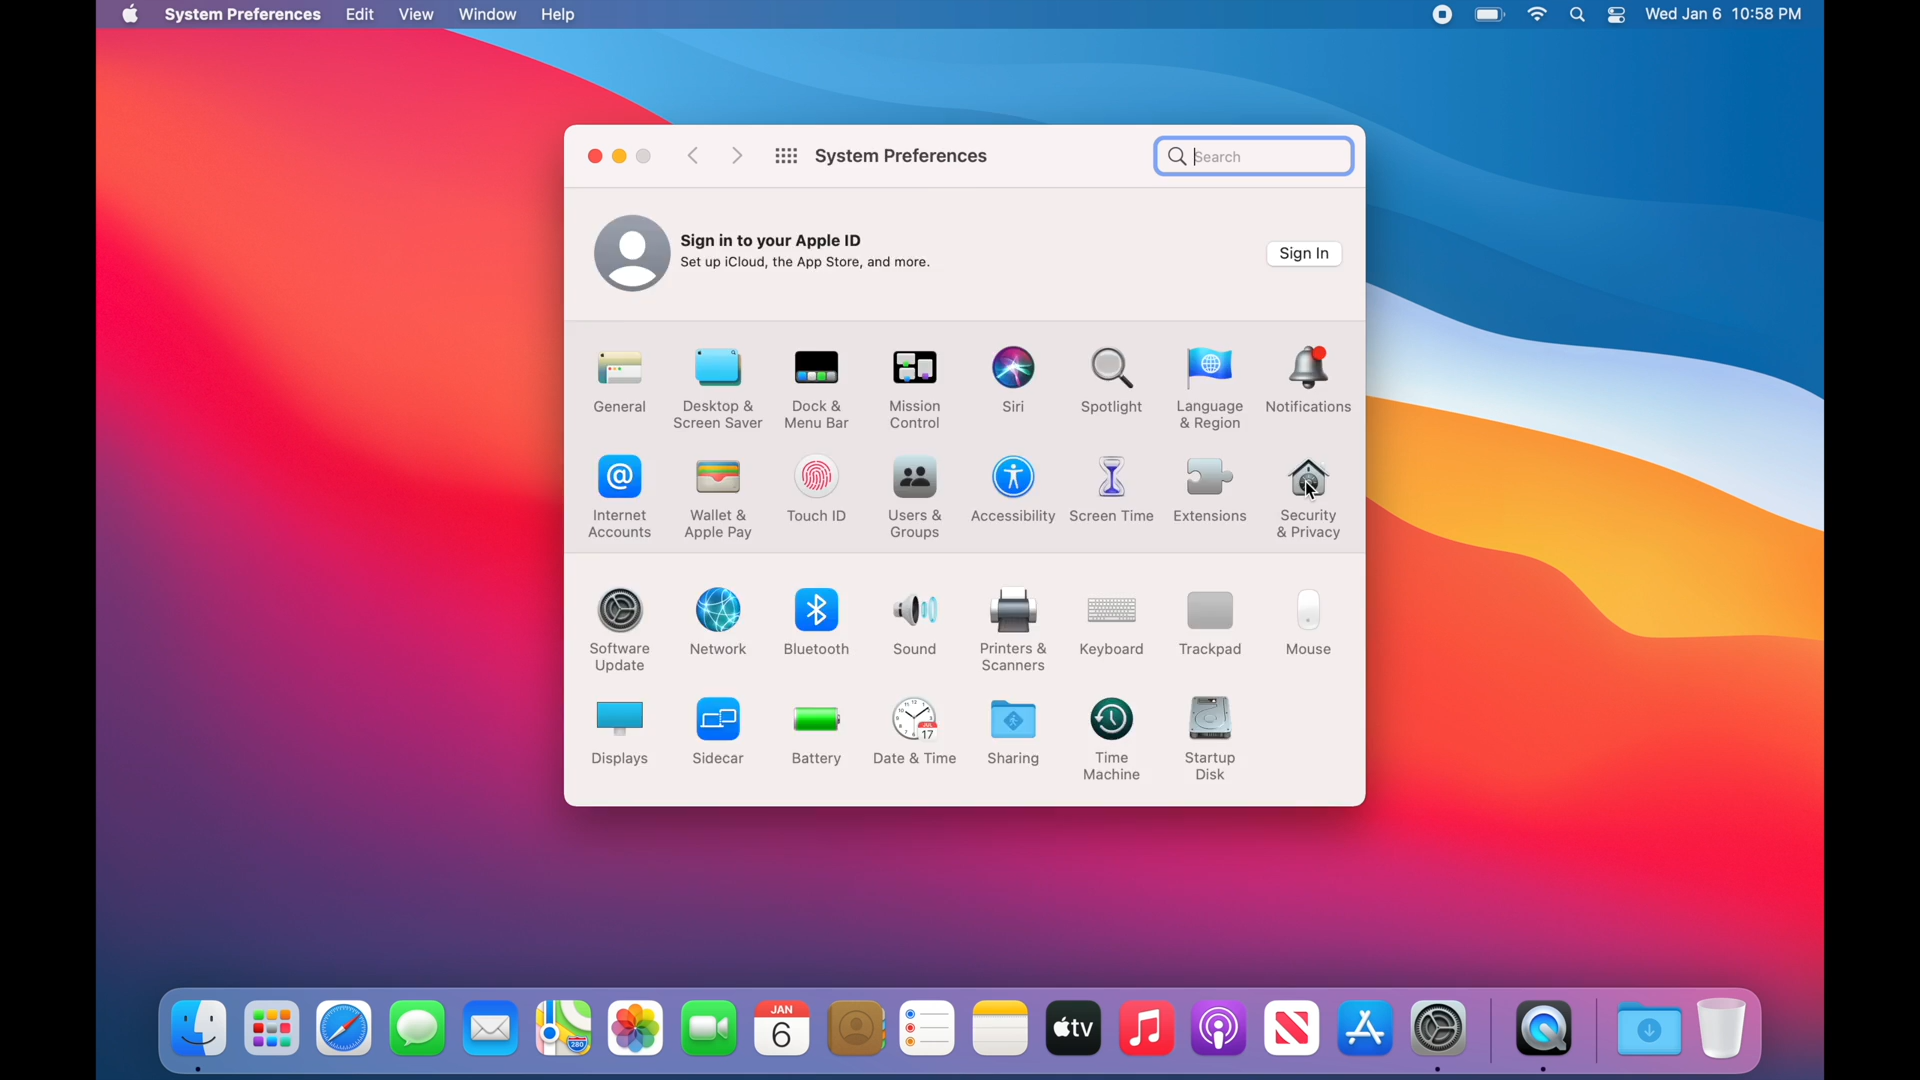 System Preferences Edit View Window Help Wed Jan 6 10:58 PM
System Preferences Search
Sign in to your Apple ID
Set up iCloud, the App Store, and more.
Sign In
General
Desktop &
Screen Saver
Dock &
Menu Bar
Mission
Control
Siri
Spotlight
Language
& Region
Notifications
Internet
Accounts
Wallet &
Apple Pay
Touch ID
Users &
Groups
Accessibility
Screen Time
Extensions
Security
& Privacy
Software
Update
Network
Bluetooth
Sound
Printers &
Scanners
Keyboard
Trackpad
Mouse
Displays
Sidecar
Battery
JUL
17
Date & Time
Sharing
Time
Machine
Startup
Disk
280
JAN
6
tv